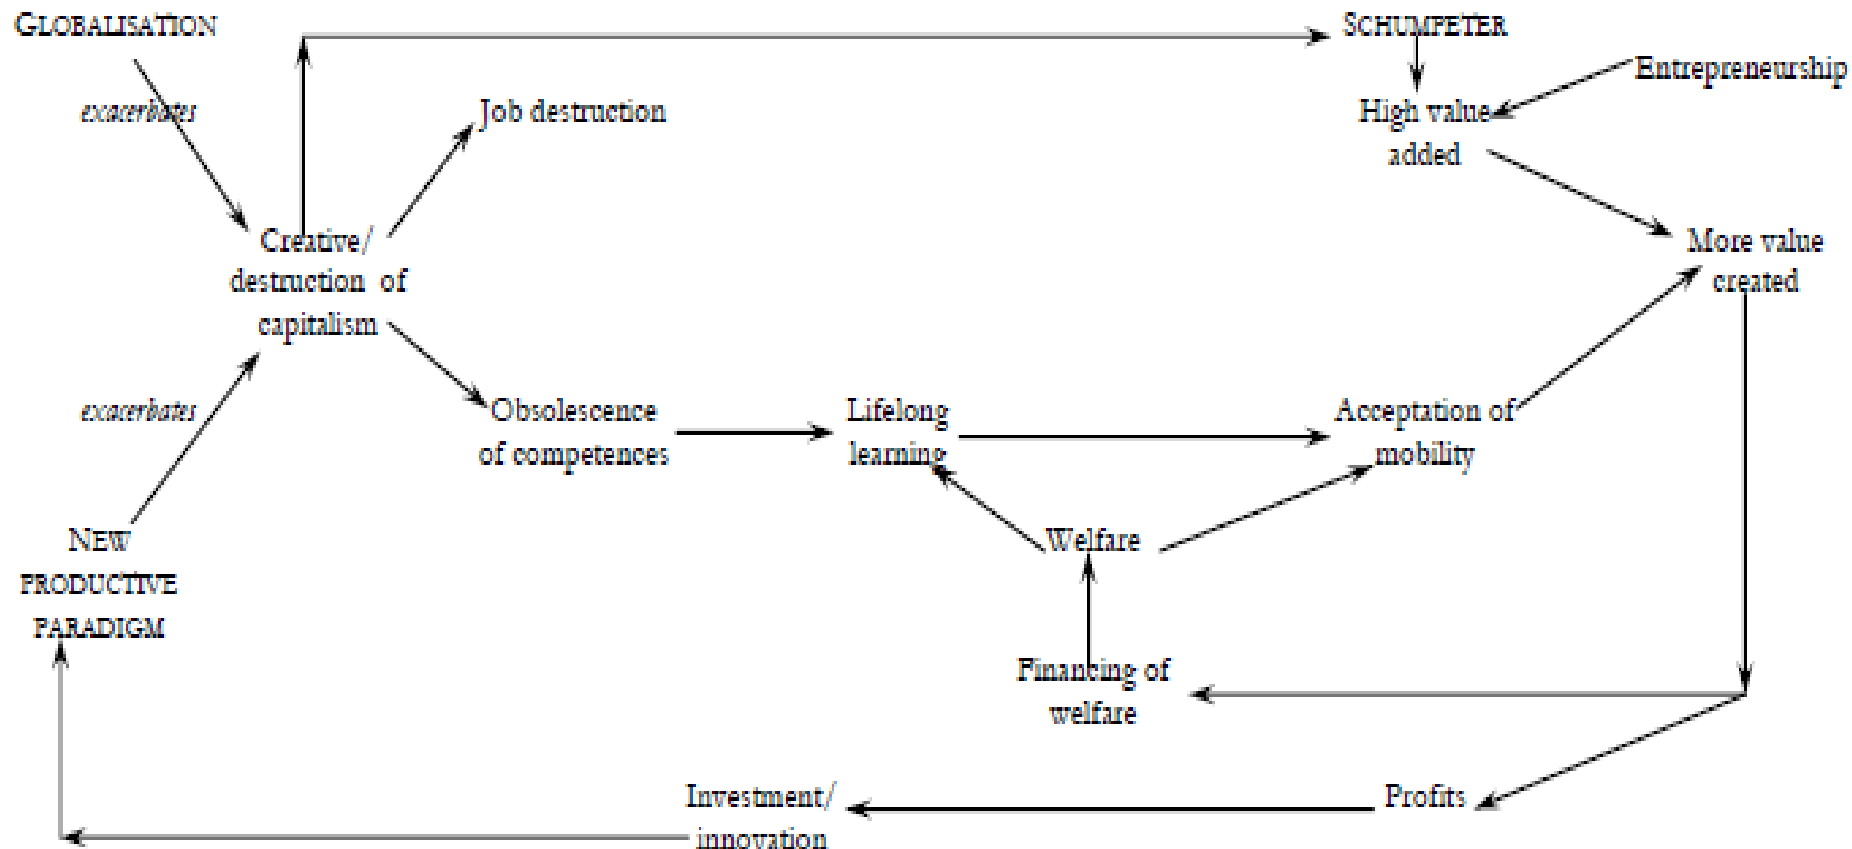 GLOBALISATION
SCHUMPETER
Entrepreneurship
exacerbates
Job destruction
High value
added
Creative/
destruction of
capitalism
More value
created
exacerbates
Obsolescence
of competences
Lifelong
learning
Acceptation of
mobility
NEW
PRODUCTIVE
PARADIGM
Welfare
Financing of
welfare
Investment/
innovation
Profits